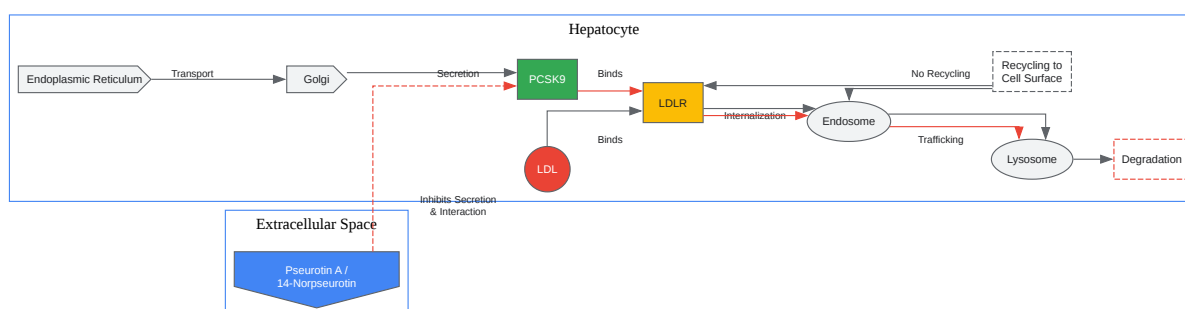 Hepatocyte
Endoplasmic Reticulum
Transport
Golgi
Secretion
PCSK9
Binds
LDLR
No Recycling
Recycling to
Cell Surface
Internalization
Endosome
Binds
Trafficking
LDL
Lysosome
Degradation
Inhibits Secretion
& Interaction
Extracellular Space
Pseurotin A /
14-Norpseurotin